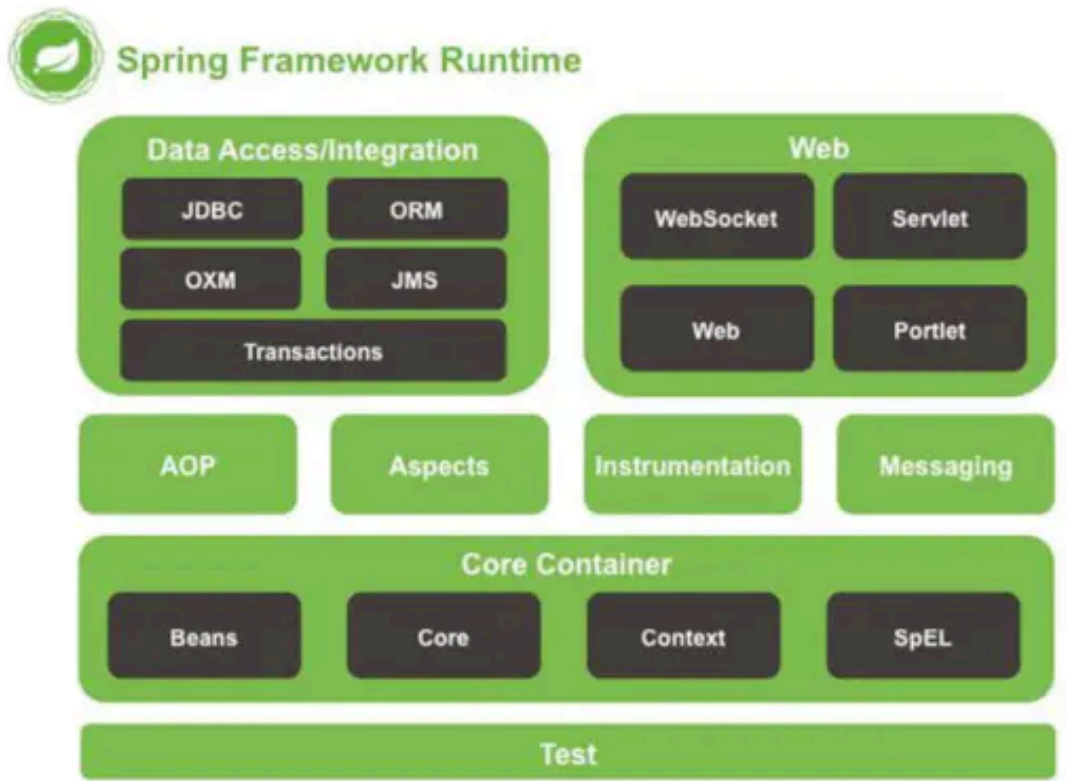 Spring Framework Runtime
Data Access/Integration
JDBC
ORM
OXM
JMS
Transactions
Web
WebSocket
Servlet
Web
Portlet
AOP
Aspects
Instrumentation
Messaging
Core Container
Beans
Core
Context
SpEL
Test